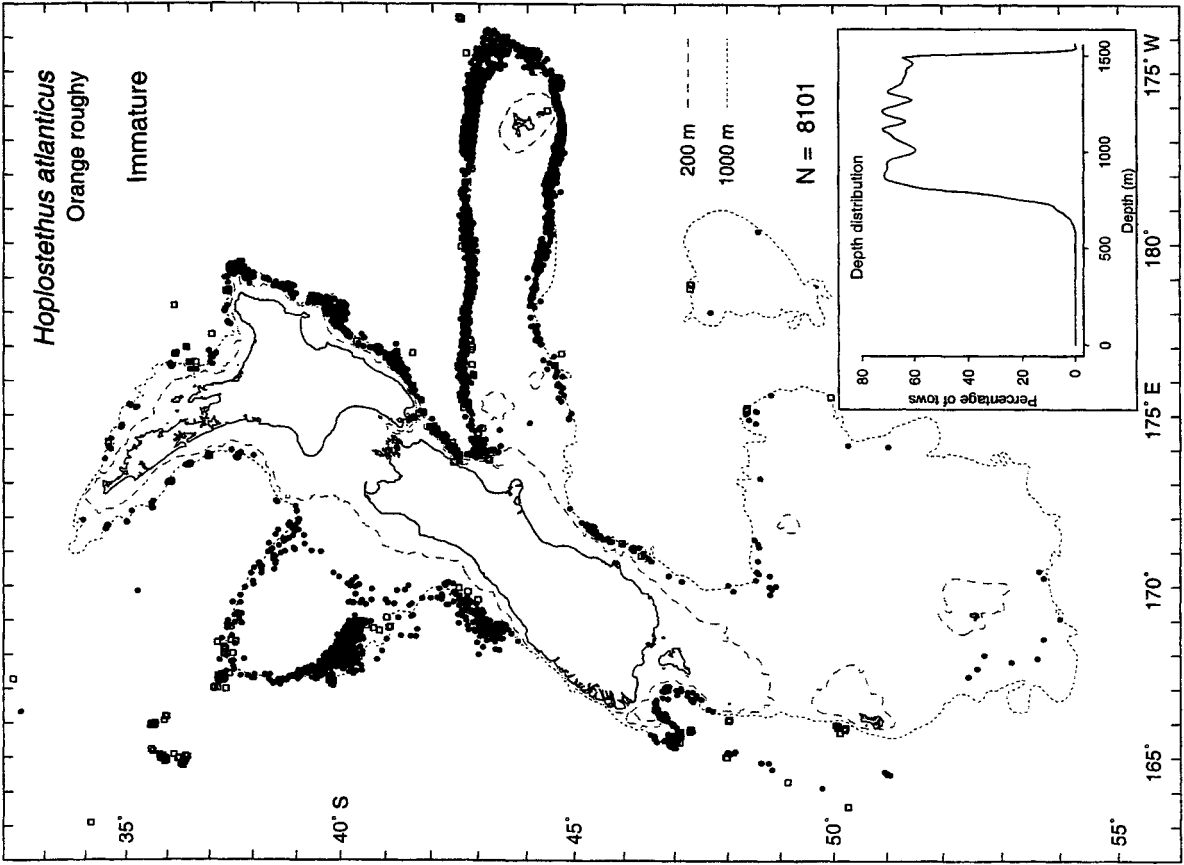 Hoplostethus atlanticus
Orange roughy
Immature
200 m
1000 m
N = 8101
Depth distribution
Percentage of tows
80
60
40
20
0
0
500
1000
1500
Depth (m)
35°
40° S
45°
50°
55°
165°
170°
175° E
180°
175° W